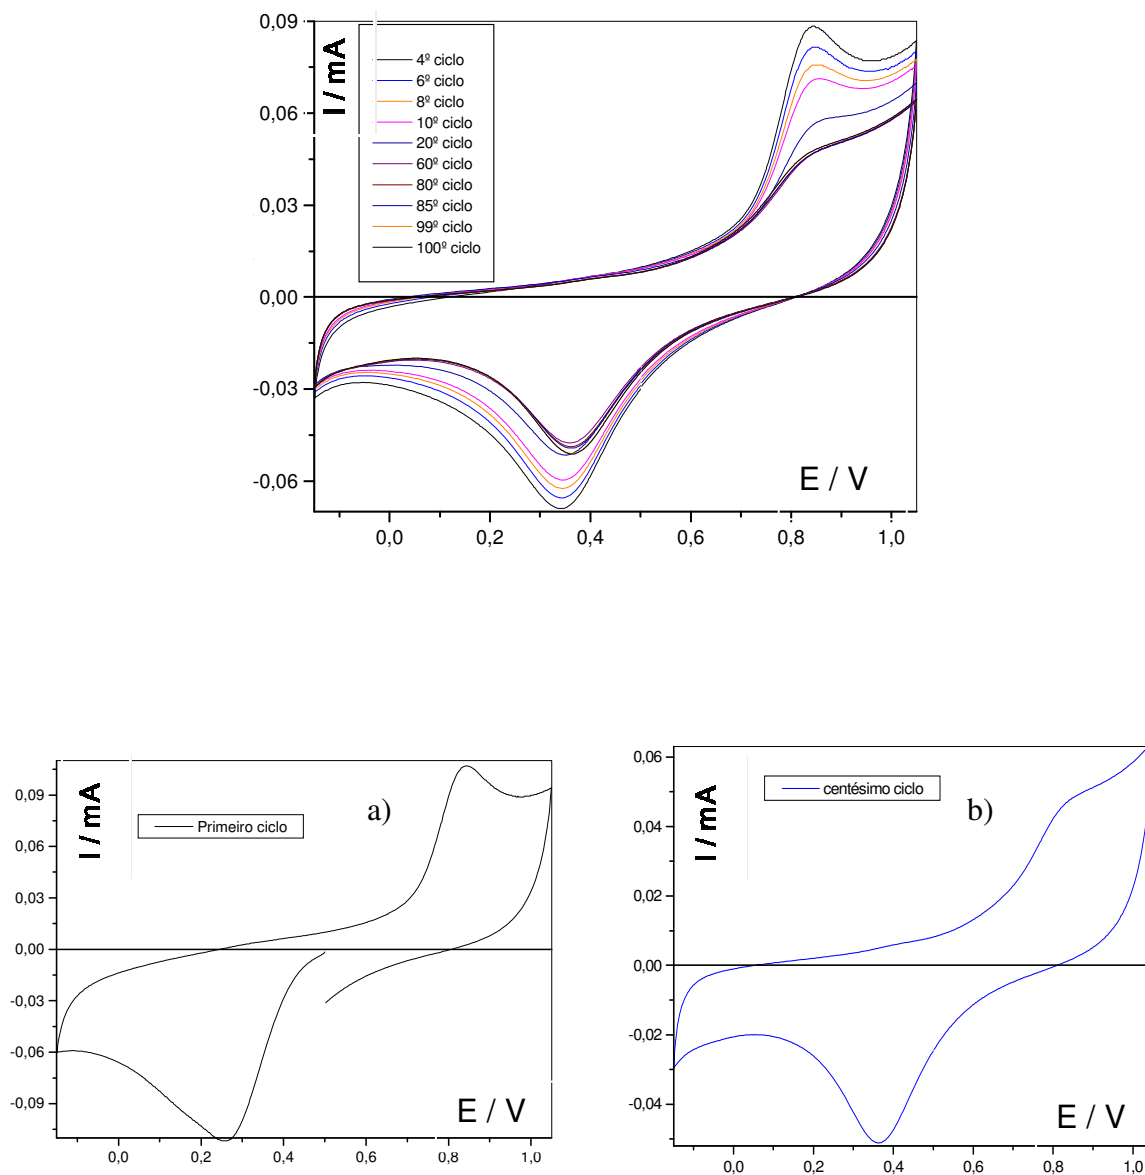 I / mA
0,09
0,06
0,03
0,00
-0,03
-0,06
4º ciclo
6º ciclo
8º ciclo
10º ciclo
20º ciclo
60º ciclo
80º ciclo
85º ciclo
99º ciclo
100º ciclo
E / V
0,0 0,2 0,4 0,6 0,8 1,0
I / mA
0,09
0,06
0,03
0,00
-0,03
-0,06
-0,09
Primeiro ciclo
a)
E / V
0,0 0,2 0,4 0,6 0,8 1,0
I / mA
0,06
0,04
0,02
0,00
-0,02
-0,04
centésimo ciclo
b)
E / V
0,0 0,2 0,4 0,6 0,8 1,0